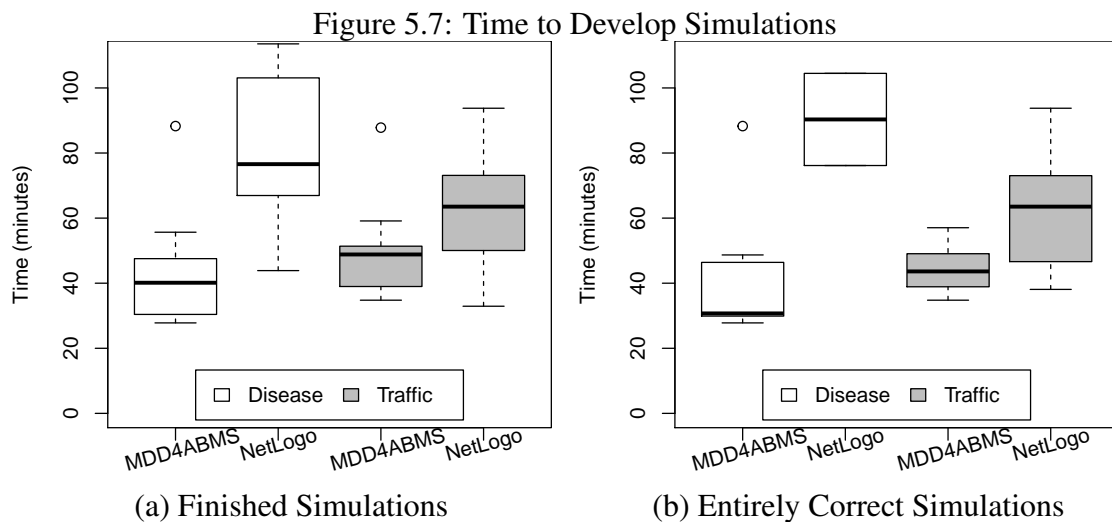 Figure 5.7: Time to Develop Simulations
Time (minutes)
100
80
60
40
20
0
Disease
Traffic
MDD4ABMS
NetLogo
MDD4ABMS
NetLogo
(a) Finished Simulations
Time (minutes)
100
80
60
40
20
0
Disease
Traffic
MDD4ABMS
NetLogo
MDD4ABMS
NetLogo
(b) Entirely Correct Simulations